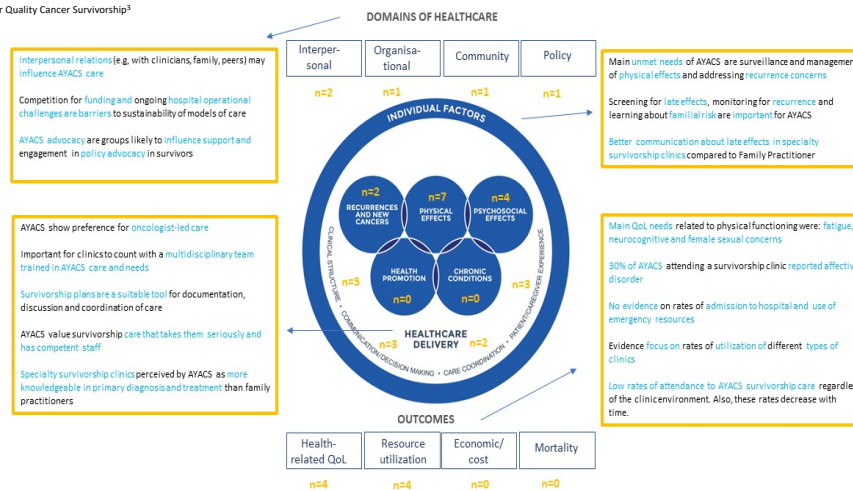 r Quality Cancer Survivorship³
DOMAINS OF HEALTHCARE
Interper-
sonal
Organisa-
tional
Community
Policy
n=2
n=1
n=1
n=1
Interpersonal relations (e.g, with clinicians, family, peers) may
influence AYACS care
Competition for funding and ongoing hospital operational
challenges are barriers to sustainability of models of care
AYACS advocacy are groups likely to influence support and
engagement in policy advocacy in survivors
Main unmet needs of AYACS are surveillance and management
of physical effects and addressing recurrence concerns
Screening for late effects, monitoring for recurrence and
learning about familial risk are important for AYACS
Better communication about late effects in specialty
survivorship clinics compared to Family Practitioner
INDIVIDUAL FACTORS
n=2
RECURRENCES
AND NEW
CANCERS
n=7
PHYSICAL
EFFECTS
n=4
PSYCHOSOCIAL
EFFECTS
HEALTH
PROMOTION
n=0
CHRONIC
CONDITIONS
n=0
CLINICAL STRUCTURE • COMMUNICATION/DECISION MAKING • CARE COORDINATION • PATIENT/CAREGIVER EXPERIENCE
n=5
n=3
n=3
n=2
HEALTHCARE
DELIVERY
AYACS show preference for oncologist-led care
Important for clinics to count with a multidisciplinary team
trained in AYACS care and needs
Survivorship plans are a suitable tool for documentation,
discussion and coordination of care
AYACS value survivorship care that takes them seriously and
has competent staff
Specialty survivorship clinics perceived by AYACS as more
knowledgeable in primary diagnosis and treatment than family
practitioners
Main QoL needs related to physical functioning were: fatigue,
neurocognitive and female sexual concerns
30% of AYACS attending a survivorship clinic reported affective
disorder
No evidence on rates of admission to hospital and use of
emergency resources
Evidence focus on rates of utilization of different types of
clinics
Low rates of attendance to AYACS survivorship care regardle
of the clinic environment. Also, these rates decrease with
time.
OUTCOMES
Health-
related QoL
Resource
utilization
Economic/
cost
Mortality
n=4
n=4
n=0
n=0